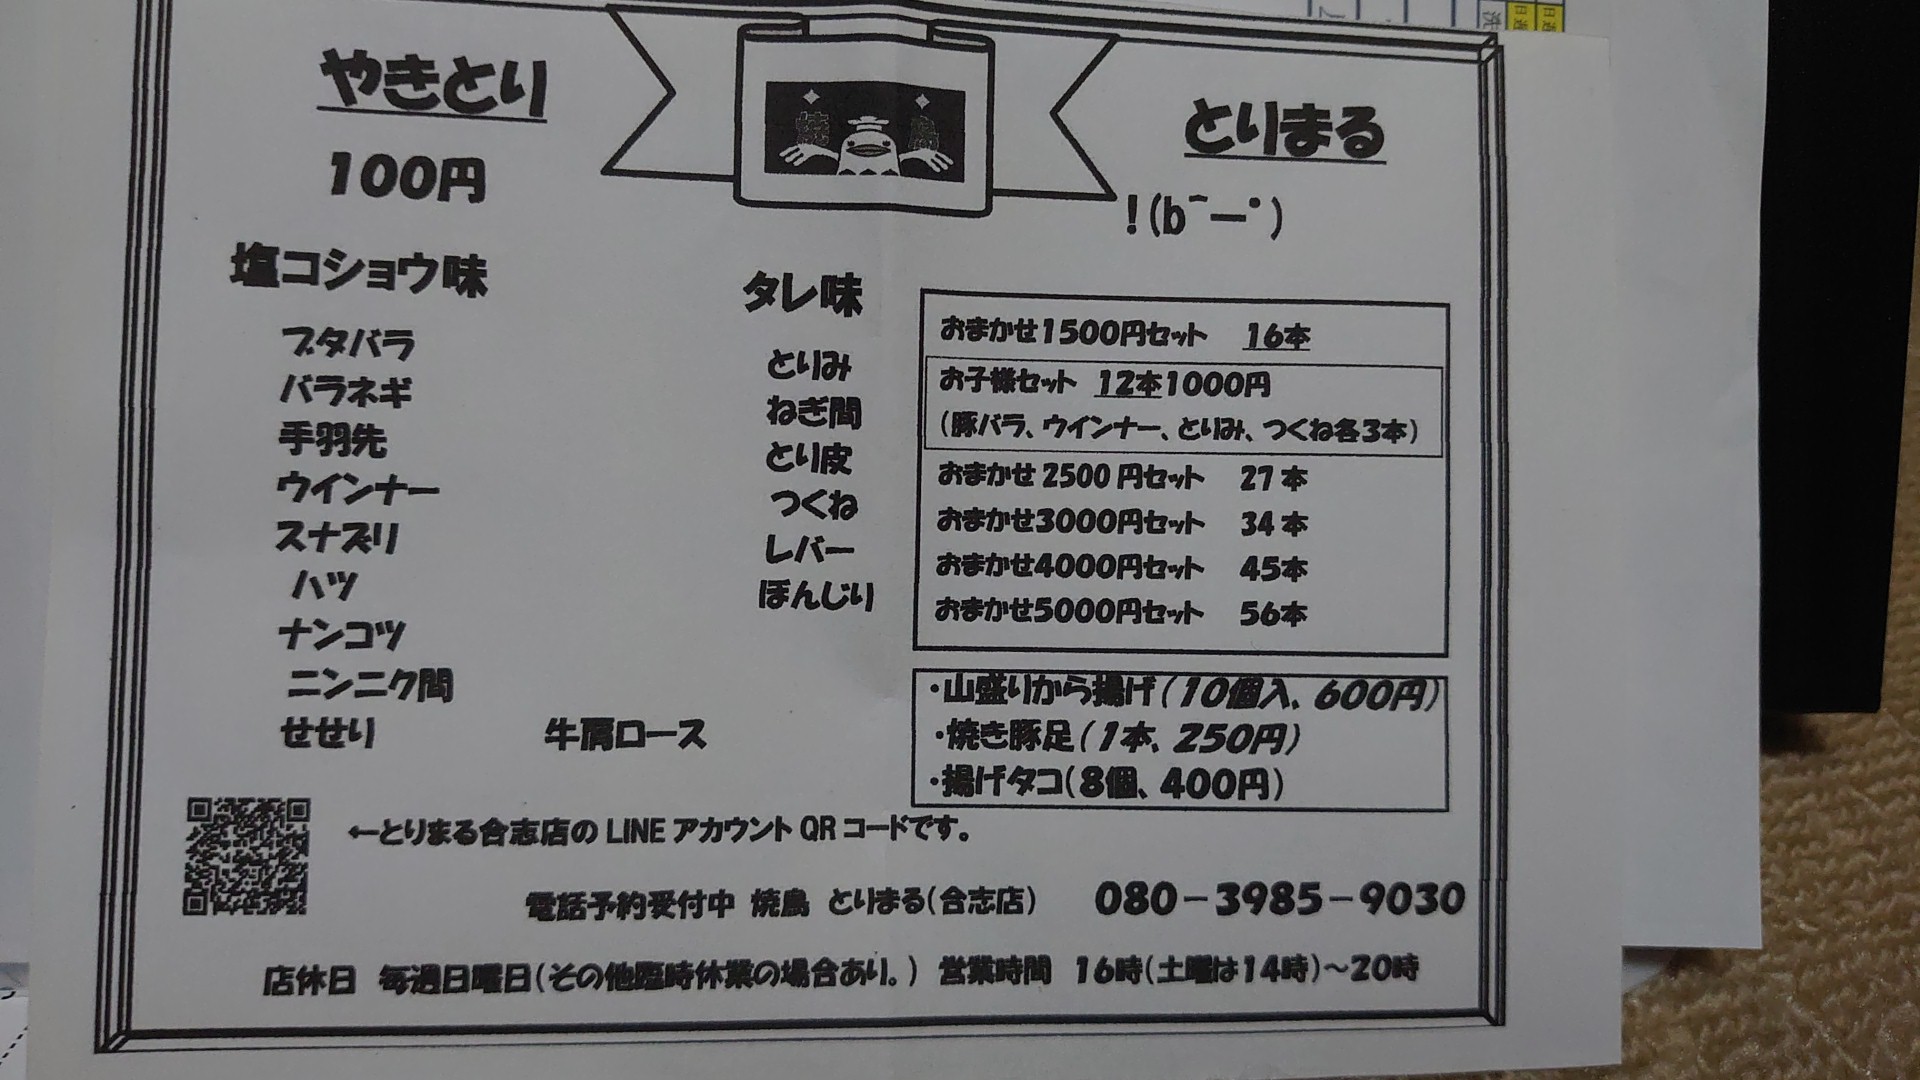 やきとり
とりまる
100円
!(b^ー°)
塩コショウ味
ブタバラ
バラネギ
手羽先
ウインナー
スナズリ
ハツ
ナンコツ
ニンニク間
せせり
牛肩ロース
タレ味
とりみ
ねぎ間
とり皮
つくね
レバー
ぼんじり
おまかせ1500円セット 16本
お子様セット 12本1000円
(豚バラ、ウインナー、とりみ、つくね各3本)
おまかせ2500円セット 27本
おまかせ3000円セット 34本
おまかせ4000円セット 45本
おまかせ5000円セット 56本
・山盛りから揚げ(10個入、600円)
・焼き豚足(1本、250円)
・揚げタコ(8個、400円)
←とりまる合志店のLINEアカウントQRコードです。
電話予約受付中 焼鳥 とりまる(合志店) 080-3985-9030
店休日 毎週日曜日(その他臨時休業の場合あり。) 営業時間 16時(土曜は14時)~20時